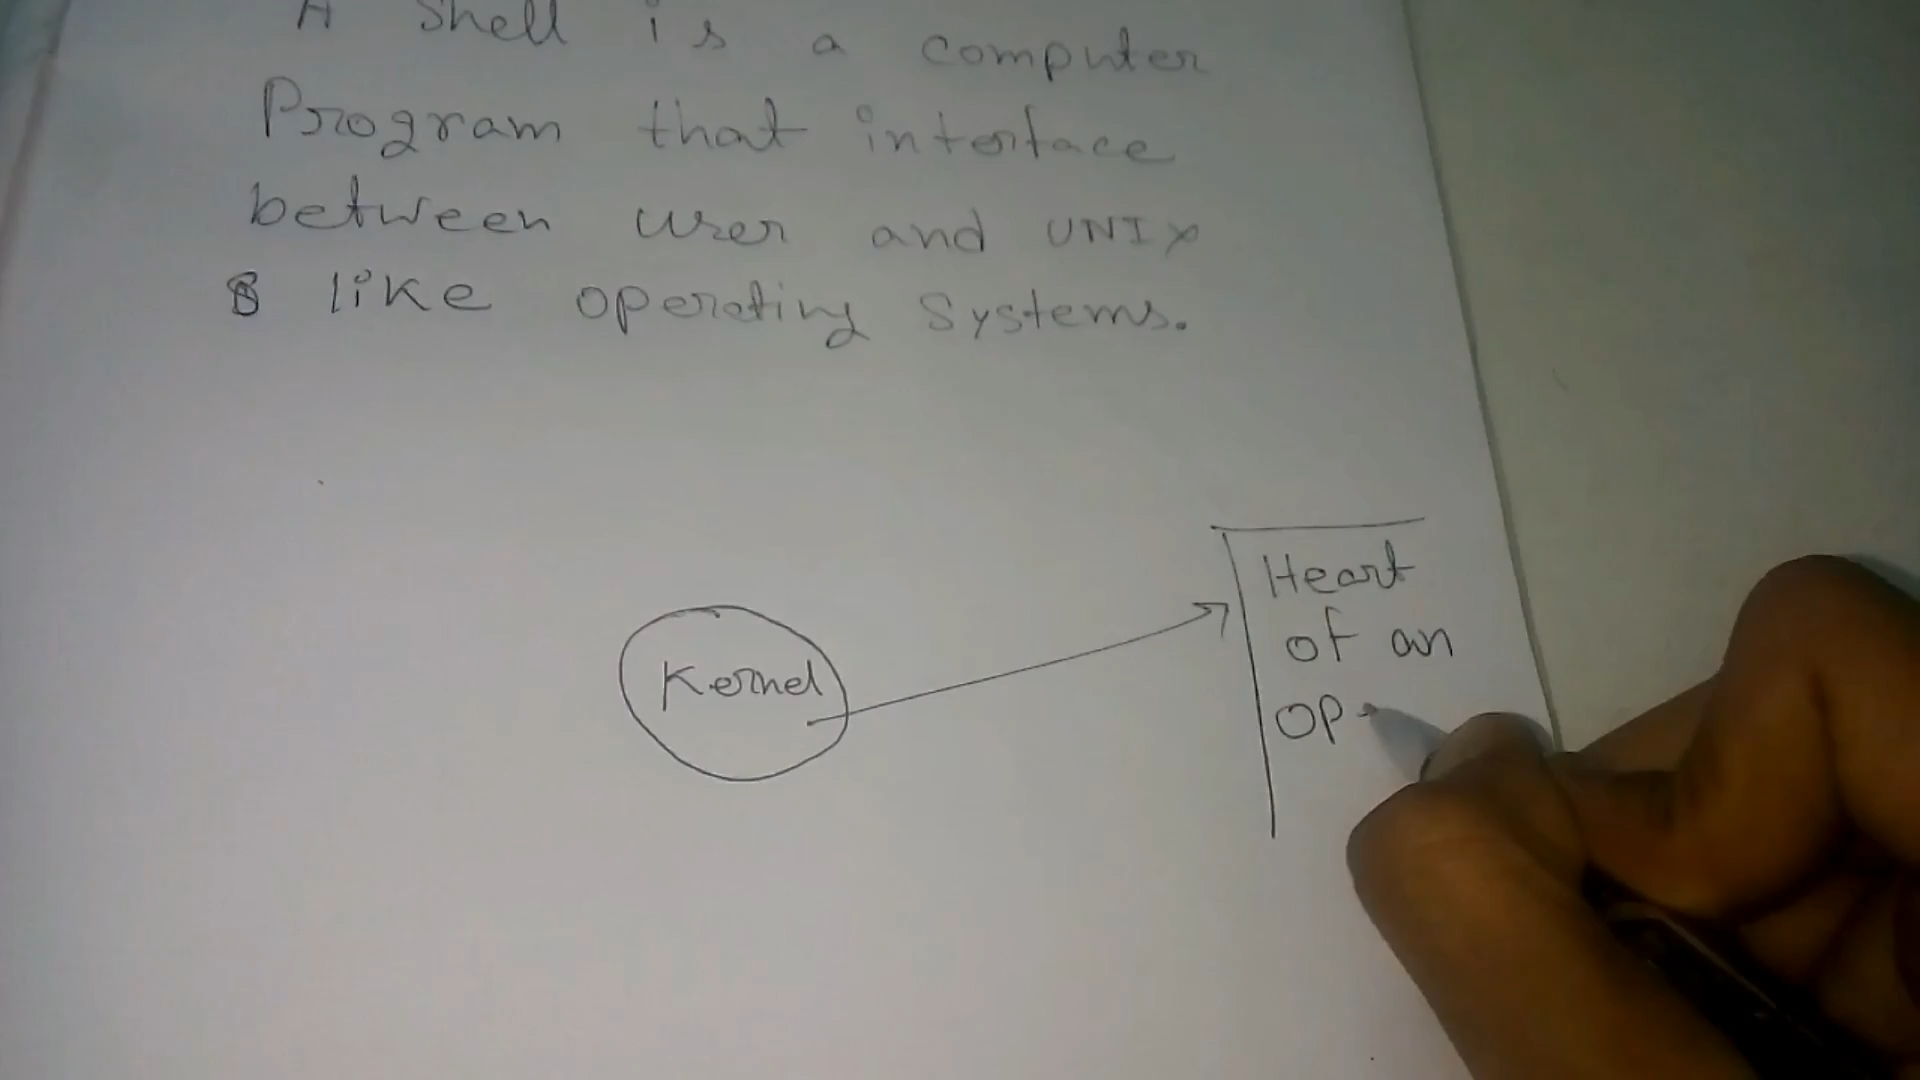 A shell is a computer
Program that interface
between user and UNIX
like operating systems.
Kernel
Heart
of an
op